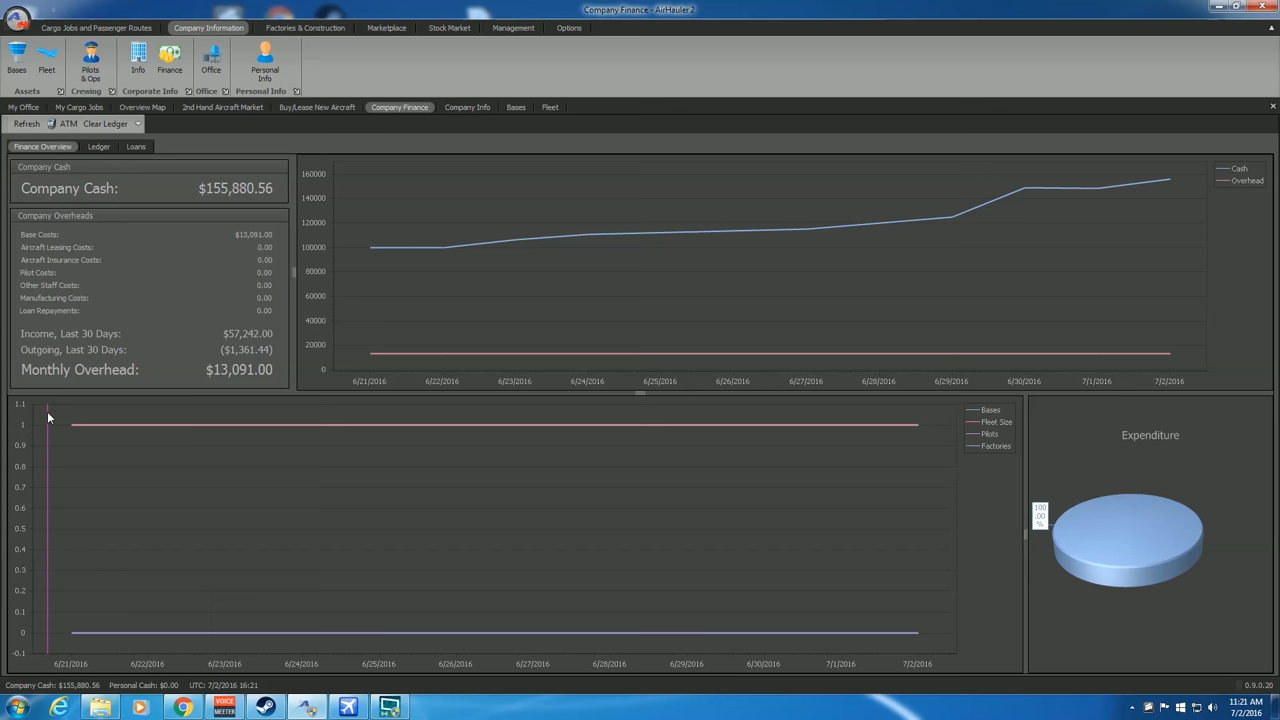 Company Finance - AirHauler 2
Cargo Jobs and Passenger Routes Company Information Factories & Construction Marketplace Stock Market Management Options
Bases Fleet Pilots & Ops Info Finance Office Personal Info
Assets Crewing Corporate Info Office Personal Info
My Office My Cargo Jobs Overview Map 2nd Hand Aircraft Market Buy/Lease New Aircraft Company Finance Company Info Bases Fleet
Refresh ATM Clear Ledger
Finance Overview Ledger Loans
Company Cash
Company Cash: $155,880.56
Company Overheads
Base Costs: $13,091.00
Aircraft Leasing Costs: 0.00
Aircraft Insurance Costs: 0.00
Pilot Costs: 0.00
Other Staff Costs: 0.00
Manufacturing Costs: 0.00
Loan Repayments: 0.00
Income, Last 30 Days: $57,242.00
Outgoing, Last 30 Days: ($1,361.44)
Monthly Overhead: $13,091.00
160000
140000
120000
100000
80000
60000
40000
20000
0
6/21/2016 6/22/2016 6/23/2016 6/24/2016 6/25/2016 6/26/2016 6/27/2016 6/28/2016 6/29/2016 6/30/2016 7/1/2016 7/2/2016
Cash
Overhead
1.1
1
0.9
0.8
0.7
0.6
0.5
0.4
0.3
0.2
0.1
0
-0.1
6/21/2016 6/22/2016 6/23/2016 6/24/2016 6/25/2016 6/26/2016 6/27/2016 6/28/2016 6/29/2016 6/30/2016 7/1/2016 7/2/2016
Bases
Fleet Size
Pilots
Factories
Expenditure
100
.00
%
Company Cash: $155,880.56 Personal Cash: $0.00 UTC: 7/2/2016 16:21 0.9.0.20
VOICE
MEETER
11:21 AM
7/2/2016